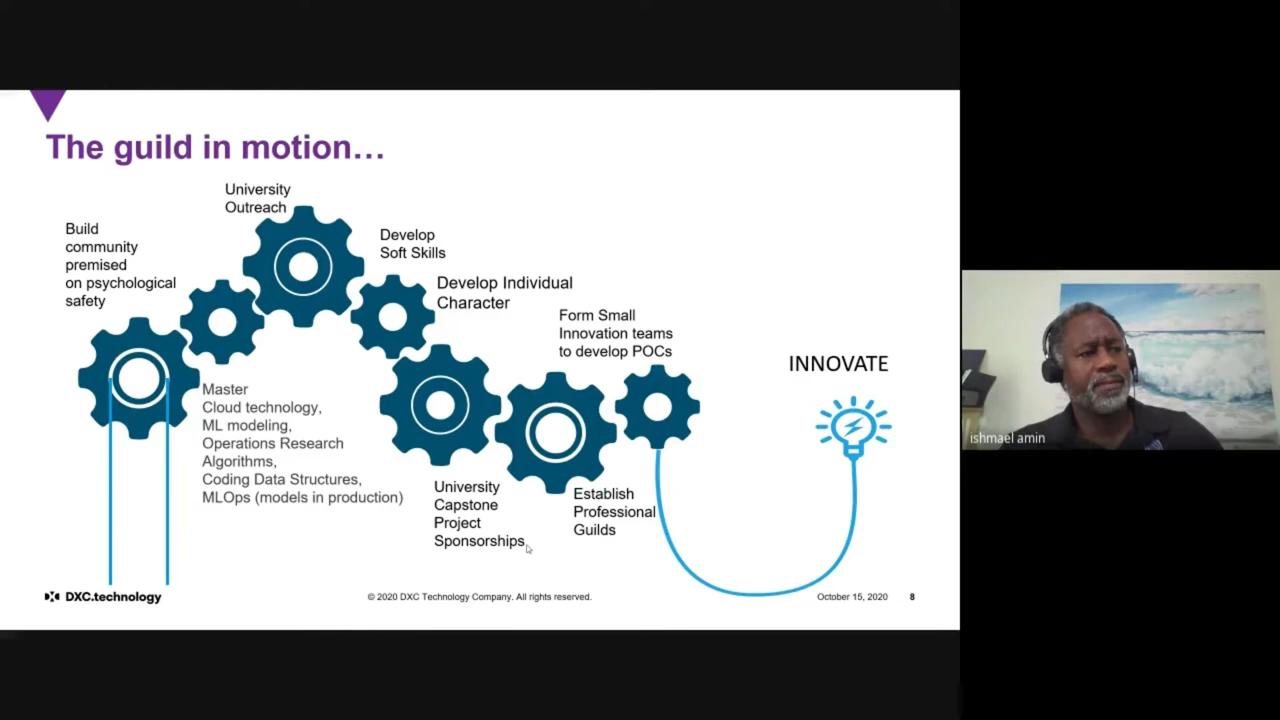 The guild in motion…
University
Outreach
Build
community
premised
on psychological
safety
Develop
Soft Skills
Develop Individual
Character
Form Small
Innovation teams
to develop POCs
INNOVATE
Master
Cloud technology,
ML modeling,
Operations Research
Algorithms,
Coding Data Structures,
MLOps (models in production)
University
Capstone
Project
Sponsorships
Establish
Professional
Guilds
DXC.technology
© 2020 DXC Technology Company. All rights reserved.
October 15, 2020
8
ishmael amin